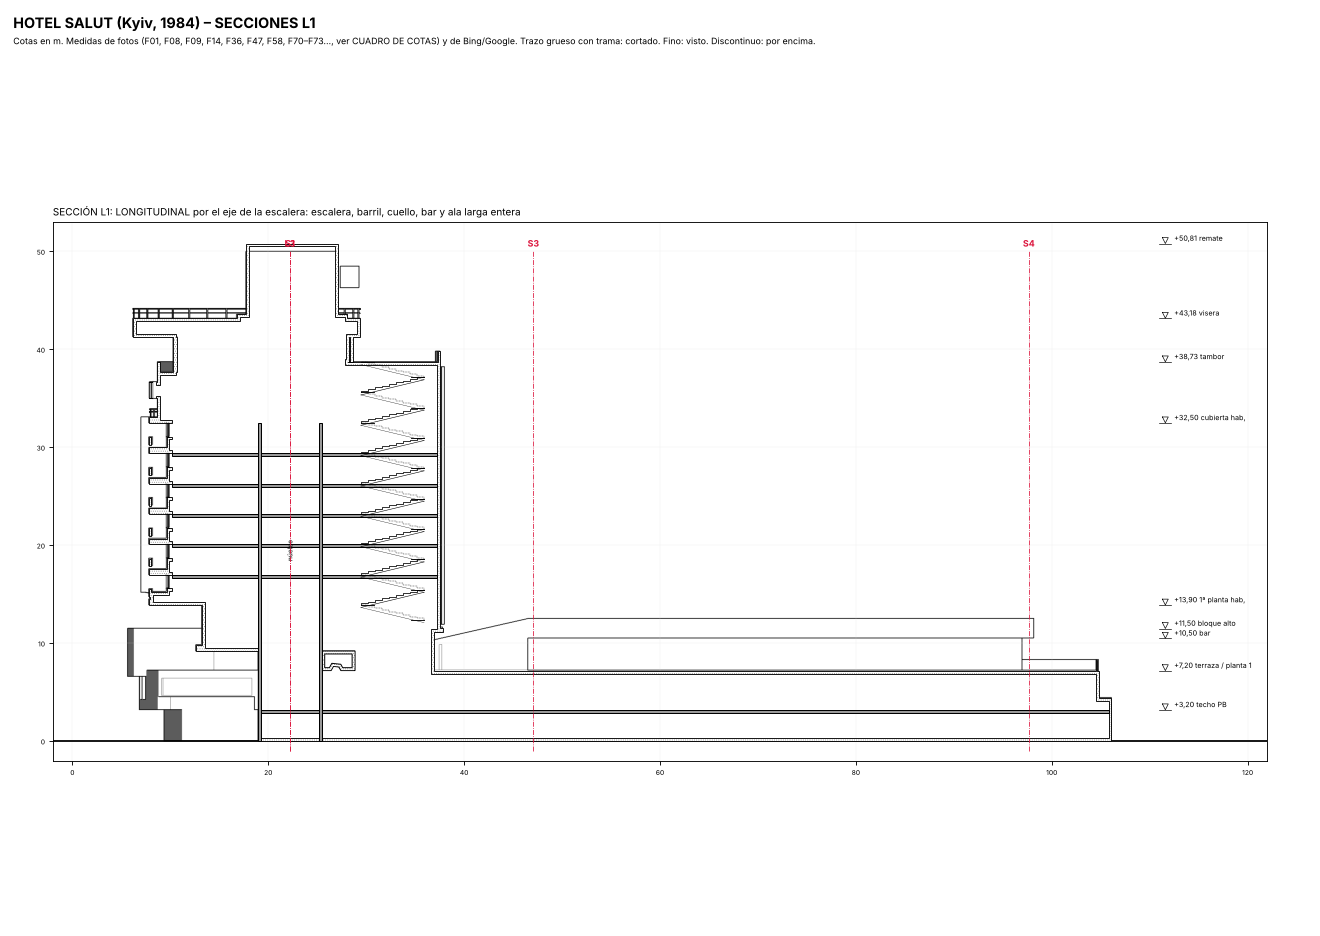 HOTEL SALUT (Kyiv, 1984) – SECCIONES L1
Cotas en m. Medidas de fotos (F01, F08, F09, F14, F36, F47, F58, F70–F73..., ver CUADRO DE COTAS) y de Bing/Google. Trazo grueso con trama: cortado. Fino: visto. Discontinuo: por encima.
SECCIÓN L1: LONGITUDINAL por el eje de la escalera: escalera, barril, cuello, bar y ala larga entera
S3
S4
+50,81 remate
+43,18 visera
+38,73 tambor
+32,50 cubierta hab,
+13,90 1ª planta hab,
+11,50 bloque alto
+10,50 bar
+7,20 terraza / planta 1
+3,20 techo PB
50
40
30
20
10
0
0
20
40
60
80
100
120